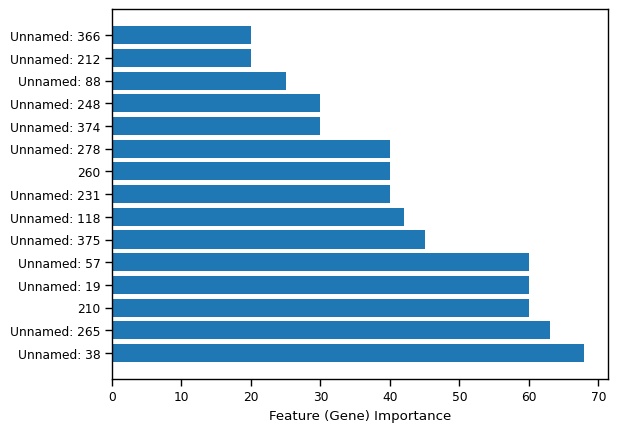 Unnamed: 366
Unnamed: 212
Unnamed: 88
Unnamed: 248
Unnamed: 374
Unnamed: 278
260
Unnamed: 231
Unnamed: 118
Unnamed: 375
Unnamed: 57
Unnamed: 19
210
Unnamed: 265
Unnamed: 38
0 10 20 30 40 50 60 70
Feature (Gene) Importance